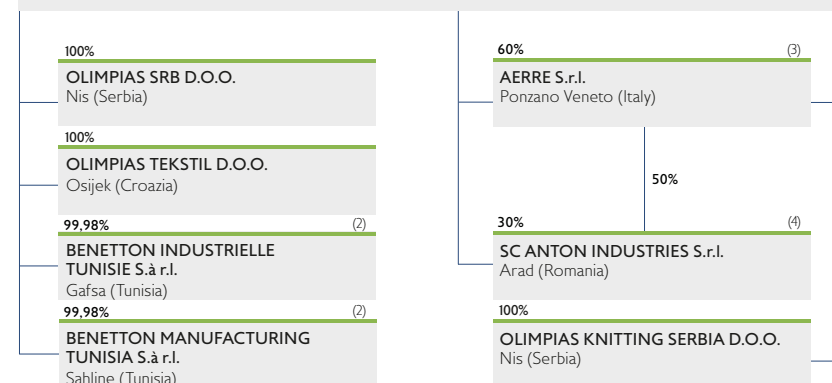 100%
OLIMPIAS SRB D.O.O.
Nis (Serbia)
100%
OLIMPIAS TEKSTIL D.O.O.
Osijek (Croazia)
99,98% (2)
BENETTON INDUSTRIELLE
TUNISIE S.à r.l.
Gafsa (Tunisia)
99,98% (2)
BENETTON MANUFACTURING
TUNISIA S.à r.l.
Sahline (Tunisia)
60% (3)
AERRE S.r.l.
Ponzano Veneto (Italy)
50%
30% (4)
SC ANTON INDUSTRIES S.r.l.
Arad (Romania)
100%
OLIMPIAS KNITTING SERBIA D.O.O.
Nis (Serbia)